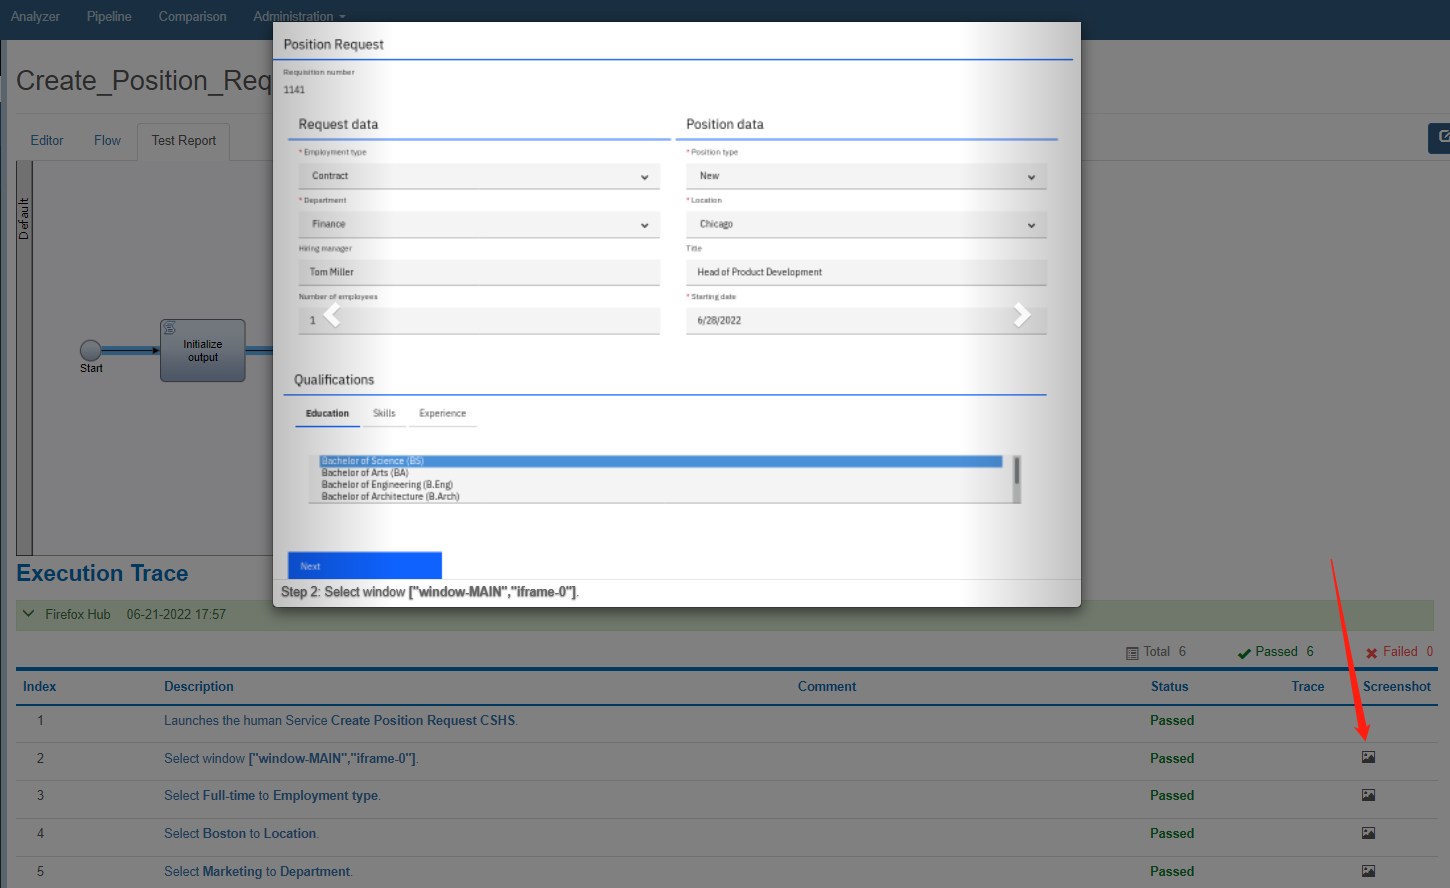 Analyzer Pipeline Comparison Administration
Position Request
Requisition number
1141
Create_Position_Req
Request data Position data
Editor Flow Test Report
* Employment type * Position type
Contract New
* Department * Location
Default
Finance Chicago
Hiring manager Title
Tom Miller Head of Product Development
Number of employees * Starting date
1 6/28/2022
Initialize
output
Start
Qualifications
Education Skills Experience
Bachelor of Science (BS)
Bachelor of Arts (BA)
Bachelor of Engineering (B.Eng)
Bachelor of Architecture (B.Arch)
Next
Step 2: Select window ["window-MAIN","iframe-0"].
Execution Trace
Firefox Hub 06-21-2022 17:57
Total 6 Passed 6 Failed 0
Index Description Comment Status Trace Screenshot
1 Launches the human Service Create Position Request CSHS. Passed
2 Select window ["window-MAIN","iframe-0"]. Passed
3 Select Full-time to Employment type. Passed
4 Select Boston to Location. Passed
5 Select Marketing to Department. Passed